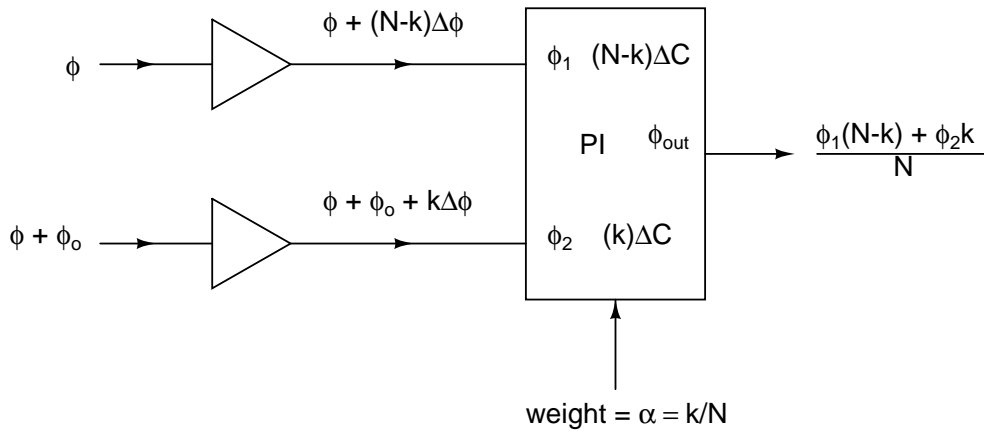 ϕ + (N-k)Δϕ
ϕ
ϕ₁ (N-k)ΔC
PI
ϕout
ϕ₁(N-k) + ϕ₂k
N
ϕ + ϕₒ + kΔϕ
ϕ + ϕₒ
ϕ₂ (k)ΔC
weight = α = k/N